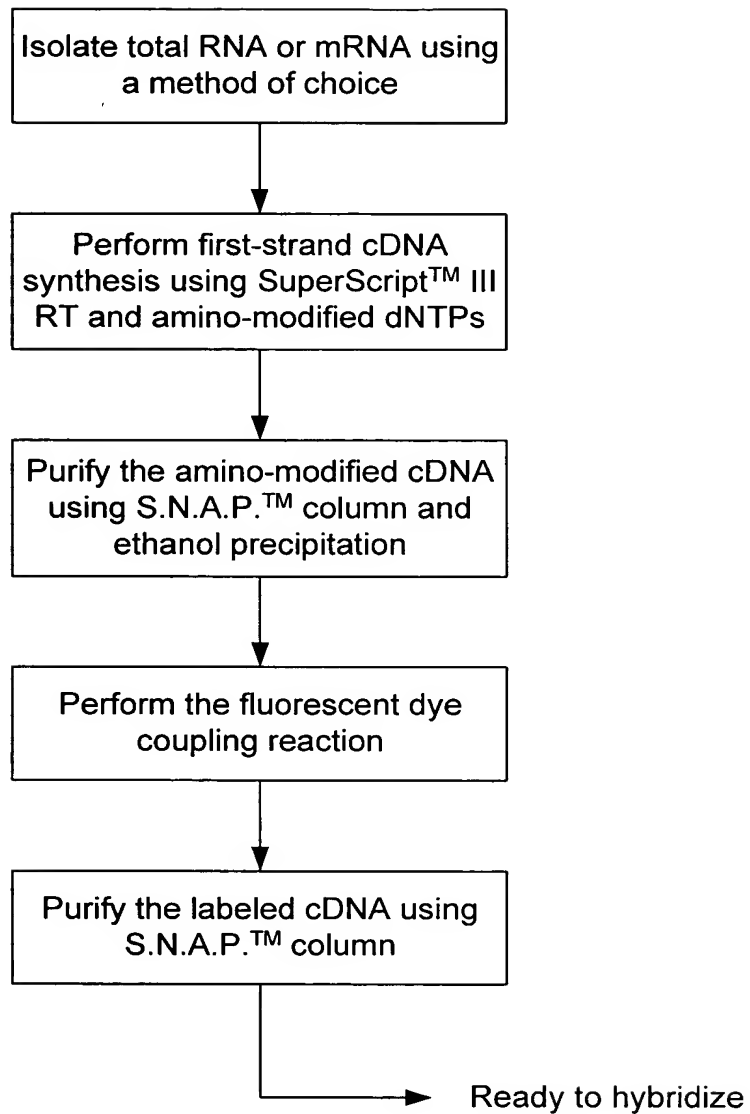 Isolate total RNA or mRNA using
a method of choice
Perform first-strand cDNA
synthesis using SuperScript™ III
RT and amino-modified dNTPs
Purify the amino-modified cDNA
using S.N.A.P.™ column and
ethanol precipitation
Perform the fluorescent dye
coupling reaction
Purify the labeled cDNA using
S.N.A.P.™ column
Ready to hybridize